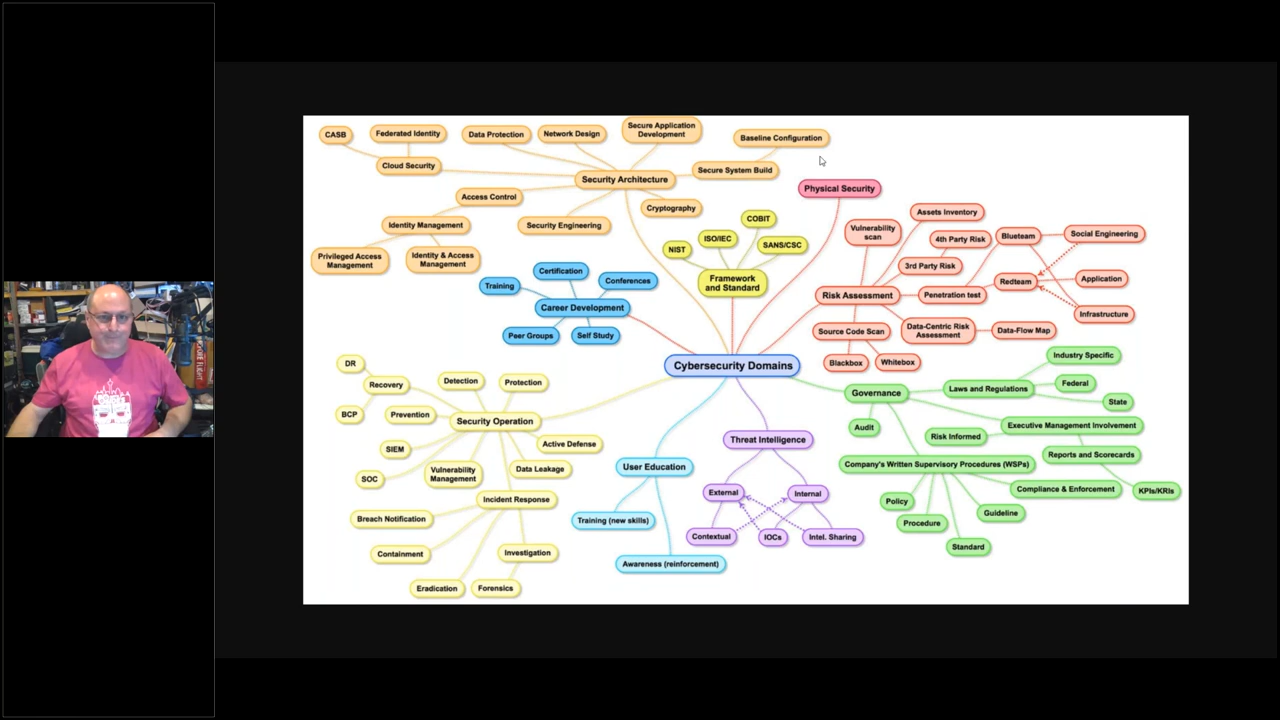 CASB
Federated Identity
Data Protection
Network Design
Secure Application
Development
Baseline Configuration
Cloud Security
Security Architecture
Secure System Build
Physical Security
Access Control
Cryptography
Identity Management
Security Engineering
Privileged Access
Management
Identity & Access
Management
COBIT
ISO/IEC
NIST
SANS/CSC
Framework
and Standard
Certification
Training
Conferences
Career Development
Peer Groups
Self Study
Vulnerability
scan
Assets Inventory
4th Party Risk
3rd Party Risk
Blueteam
Social Engineering
Risk Assessment
Penetration test
Redteam
Application
Infrastructure
Source Code Scan
Data-Centric Risk
Assessment
Data-Flow Map
Blackbox
Whitebox
Cybersecurity Domains
DR
Recovery
Detection
Protection
BCP
Prevention
Security Operation
SIEM
Active Defense
SOC
Vulnerability
Management
Data Leakage
Incident Response
Breach Notification
Containment
Investigation
Eradication
Forensics
User Education
Training (new skills)
Awareness (reinforcement)
Threat Intelligence
External
Internal
Contextual
IOCs
Intel. Sharing
Governance
Industry Specific
Laws and Regulations
Federal
State
Audit
Executive Management Involvement
Risk Informed
Reports and Scorecards
Company's Written Supervisory Procedures (WSPs)
KPIs/KRIs
Compliance & Enforcement
Policy
Procedure
Guideline
Standard